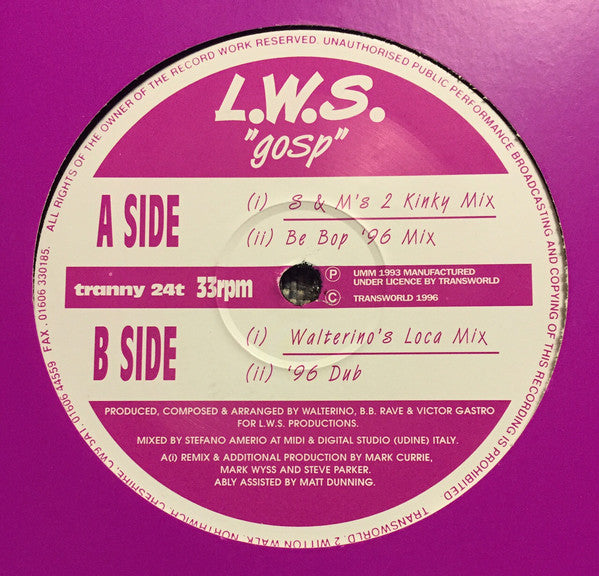 ALL RIGHTS OF THE OWNER OF THE RECORD WORK RESERVED. UNAUTHORISED PUBLIC PERFORMANCE BROADCASTING AND COPYING OF THIS RECORDING IS PROHIBITED.
L.W.S.
"gosp"
A SIDE
(i) S & M's 2 Kinky Mix
(ii) Be Bop '96 Mix
tranny 24t 33rpm
P UMM 1993 MANUFACTURED
UNDER LICENCE BY TRANSWORLD
C TRANSWORLD 1996
B SIDE
(i) Walterino's Loca Mix
(ii) '96 Dub
PRODUCED, COMPOSED & ARRANGED BY WALTERINO, B.B. RAVE & VICTOR GASTRO
FOR L.W.S. PRODUCTIONS.
MIXED BY STEFANO AMERIO AT MIDI & DIGITAL STUDIO (UDINE) ITALY.
A(i) REMIX & ADDITIONAL PRODUCTION BY MARK CURRIE,
MARK WYSS AND STEVE PARKER.
ABLY ASSISTED BY MATT DUNNING.
TRANSWORLD. 2 WITTON WALK, NORTHWICH, CHESHIRE, CW9 5AT. 01606 44559 FAX. 01606 330185.